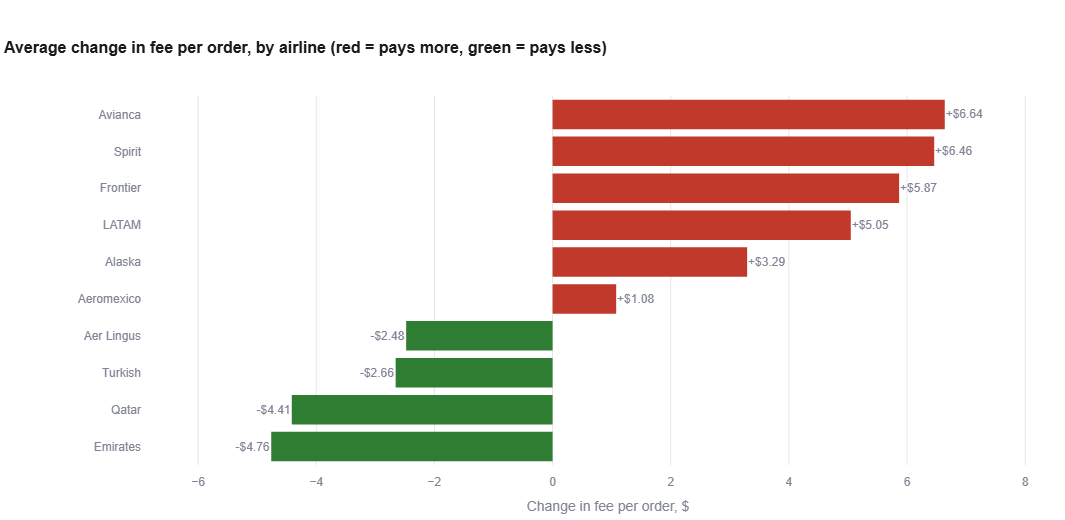 Average change in fee per order, by airline (red = pays more, green = pays less)
Avianca +$6.64
Spirit +$6.46
Frontier +$5.87
LATAM +$5.05
Alaska +$3.29
Aeromexico +$1.08
Aer Lingus -$2.48
Turkish -$2.66
Qatar -$4.41
Emirates -$4.76
−6 −4 −2 0 2 4 6 8
Change in fee per order, $